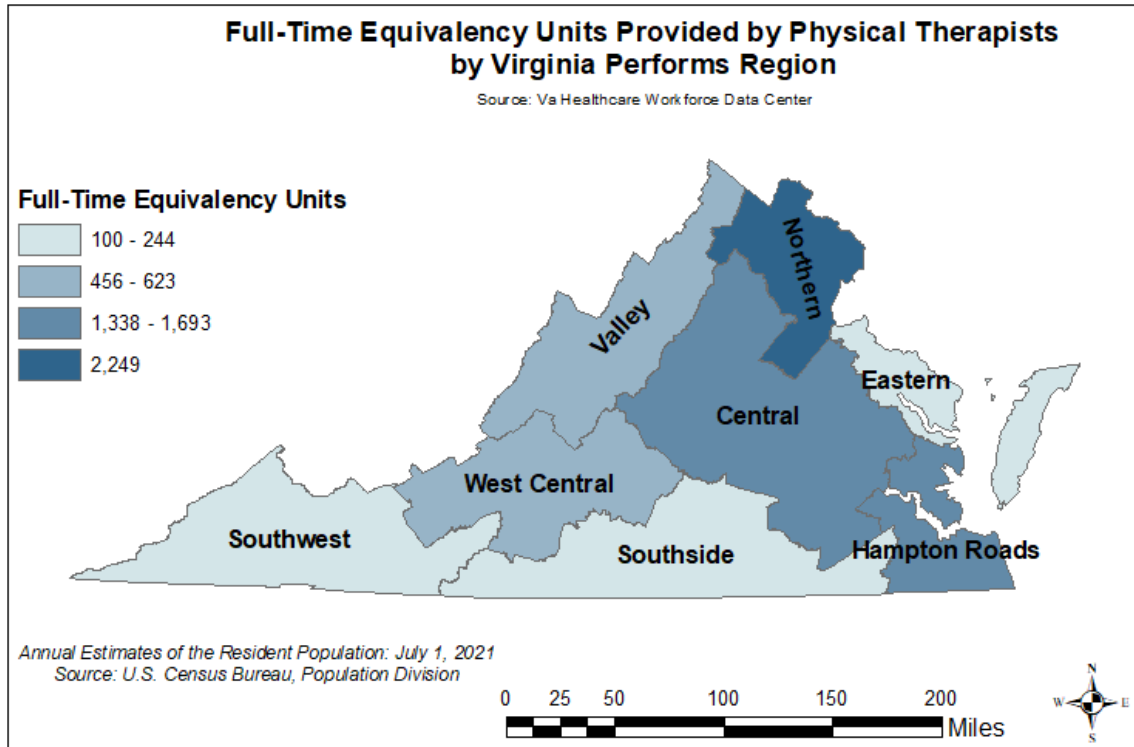 Full-Time Equivalency Units Provided by Physical Therapists
by Virginia Performs Region
Source: Va Healthcare Workforce Data Center
Full-Time Equivalency Units
100 - 244
456 - 623
1,338 - 1,693
2,249
Northern
Valley
Eastern
Central
West Central
Southwest
Southside
Hampton Roads
Annual Estimates of the Resident Population: July 1, 2021
Source: U.S. Census Bureau, Population Division
0 25 50 100 150 200
Miles
N
W E
S